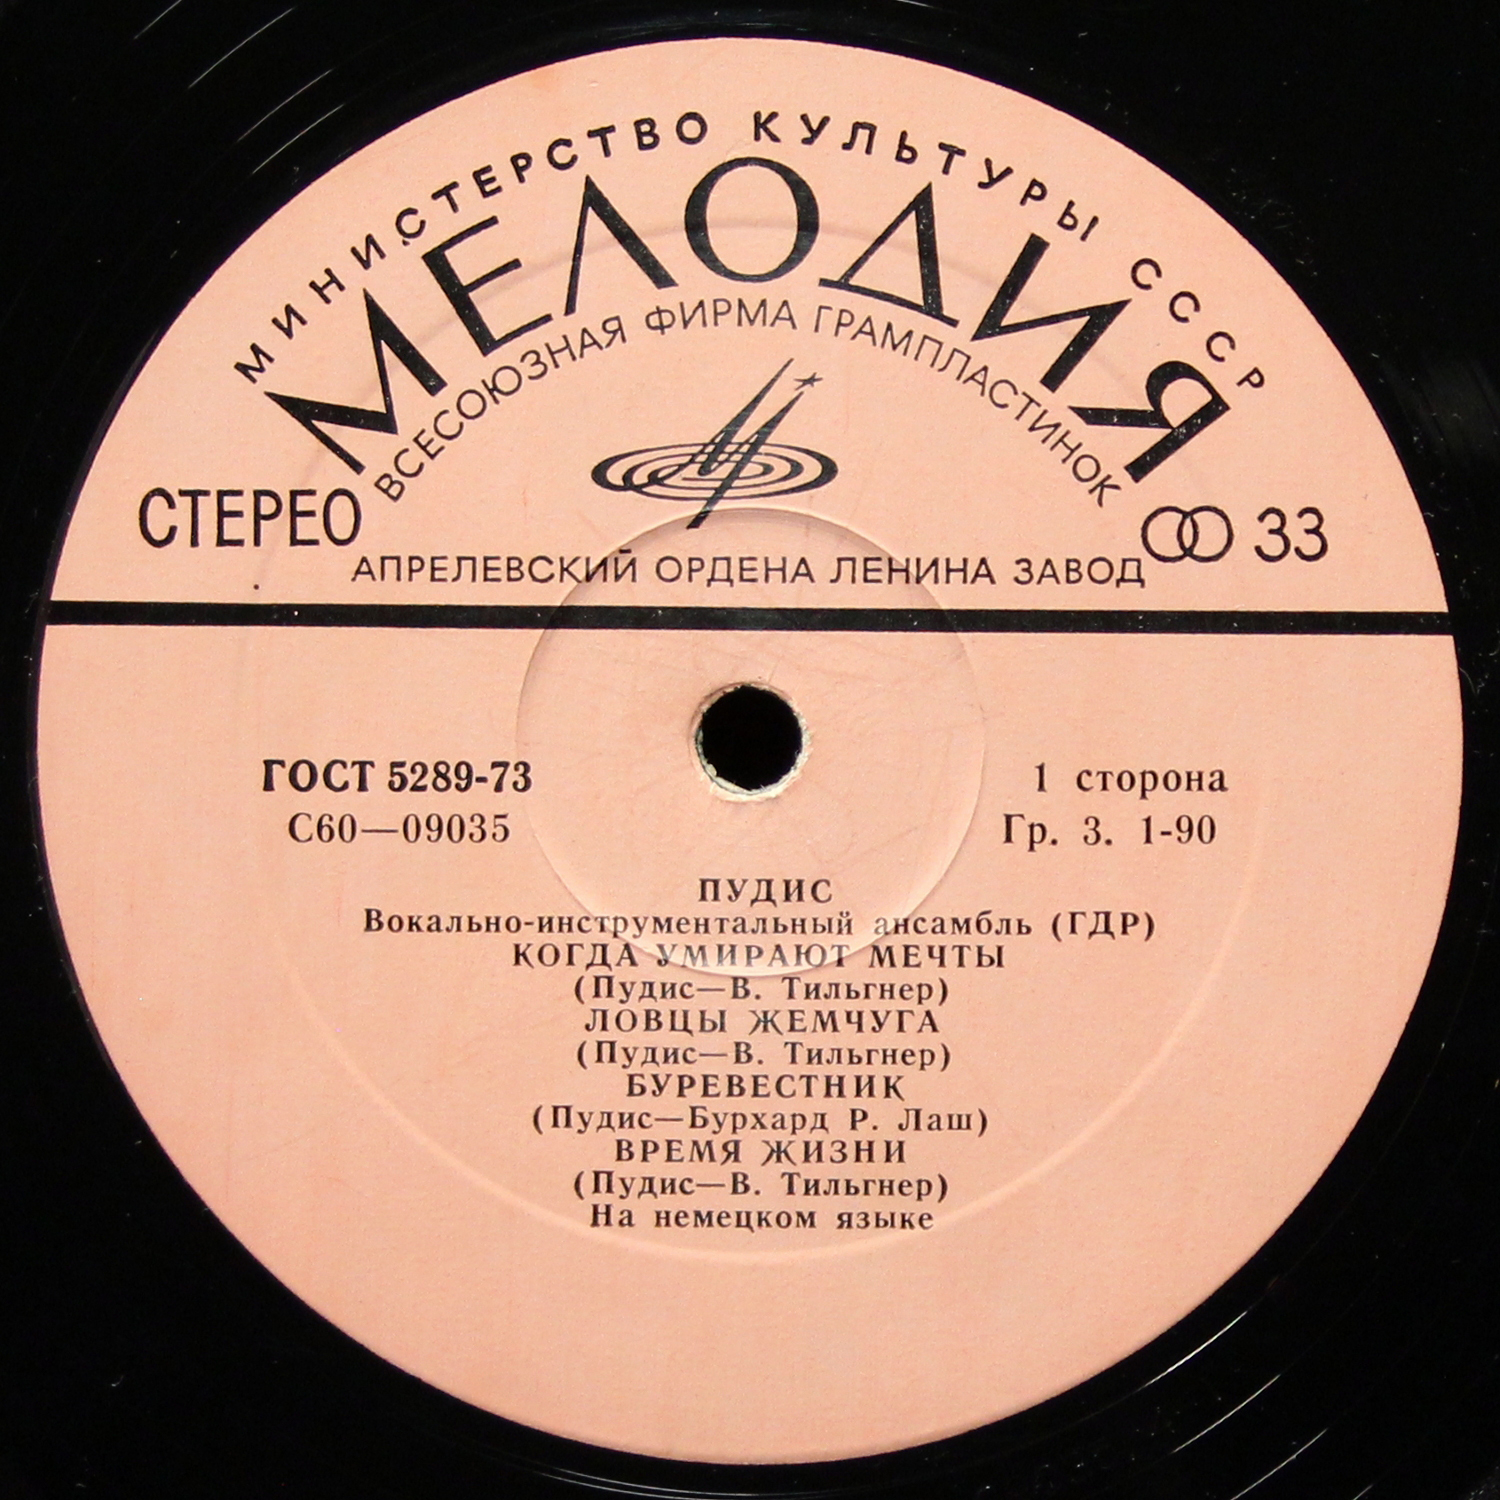 МИНИСТЕРСТВО КУЛЬТУРЫ СССР
МЕЛОДИЯ
ВСЕСОЮЗНАЯ ФИРМА ГРАМПЛАСТИНОК
СТЕРЕО
33
АПРЕЛЕВСКИЙ ОРДЕНА ЛЕНИНА ЗАВОД
ГОСТ 5289-73
1 сторона
С60—09035
Гр. 3. 1-90
ПУДИС
Вокально-инструментальный ансамбль (ГДР)
КОГДА УМИРАЮТ МЕЧТЫ
(Пудис—В. Тильгнер)
ЛОВЦЫ ЖЕМЧУГА
(Пудис—В. Тильгнер)
БУРЕВЕСТНИК
(Пудис—Бурхард Р. Лаш)
ВРЕМЯ ЖИЗНИ
(Пудис—В. Тильгнер)
На немецком языке